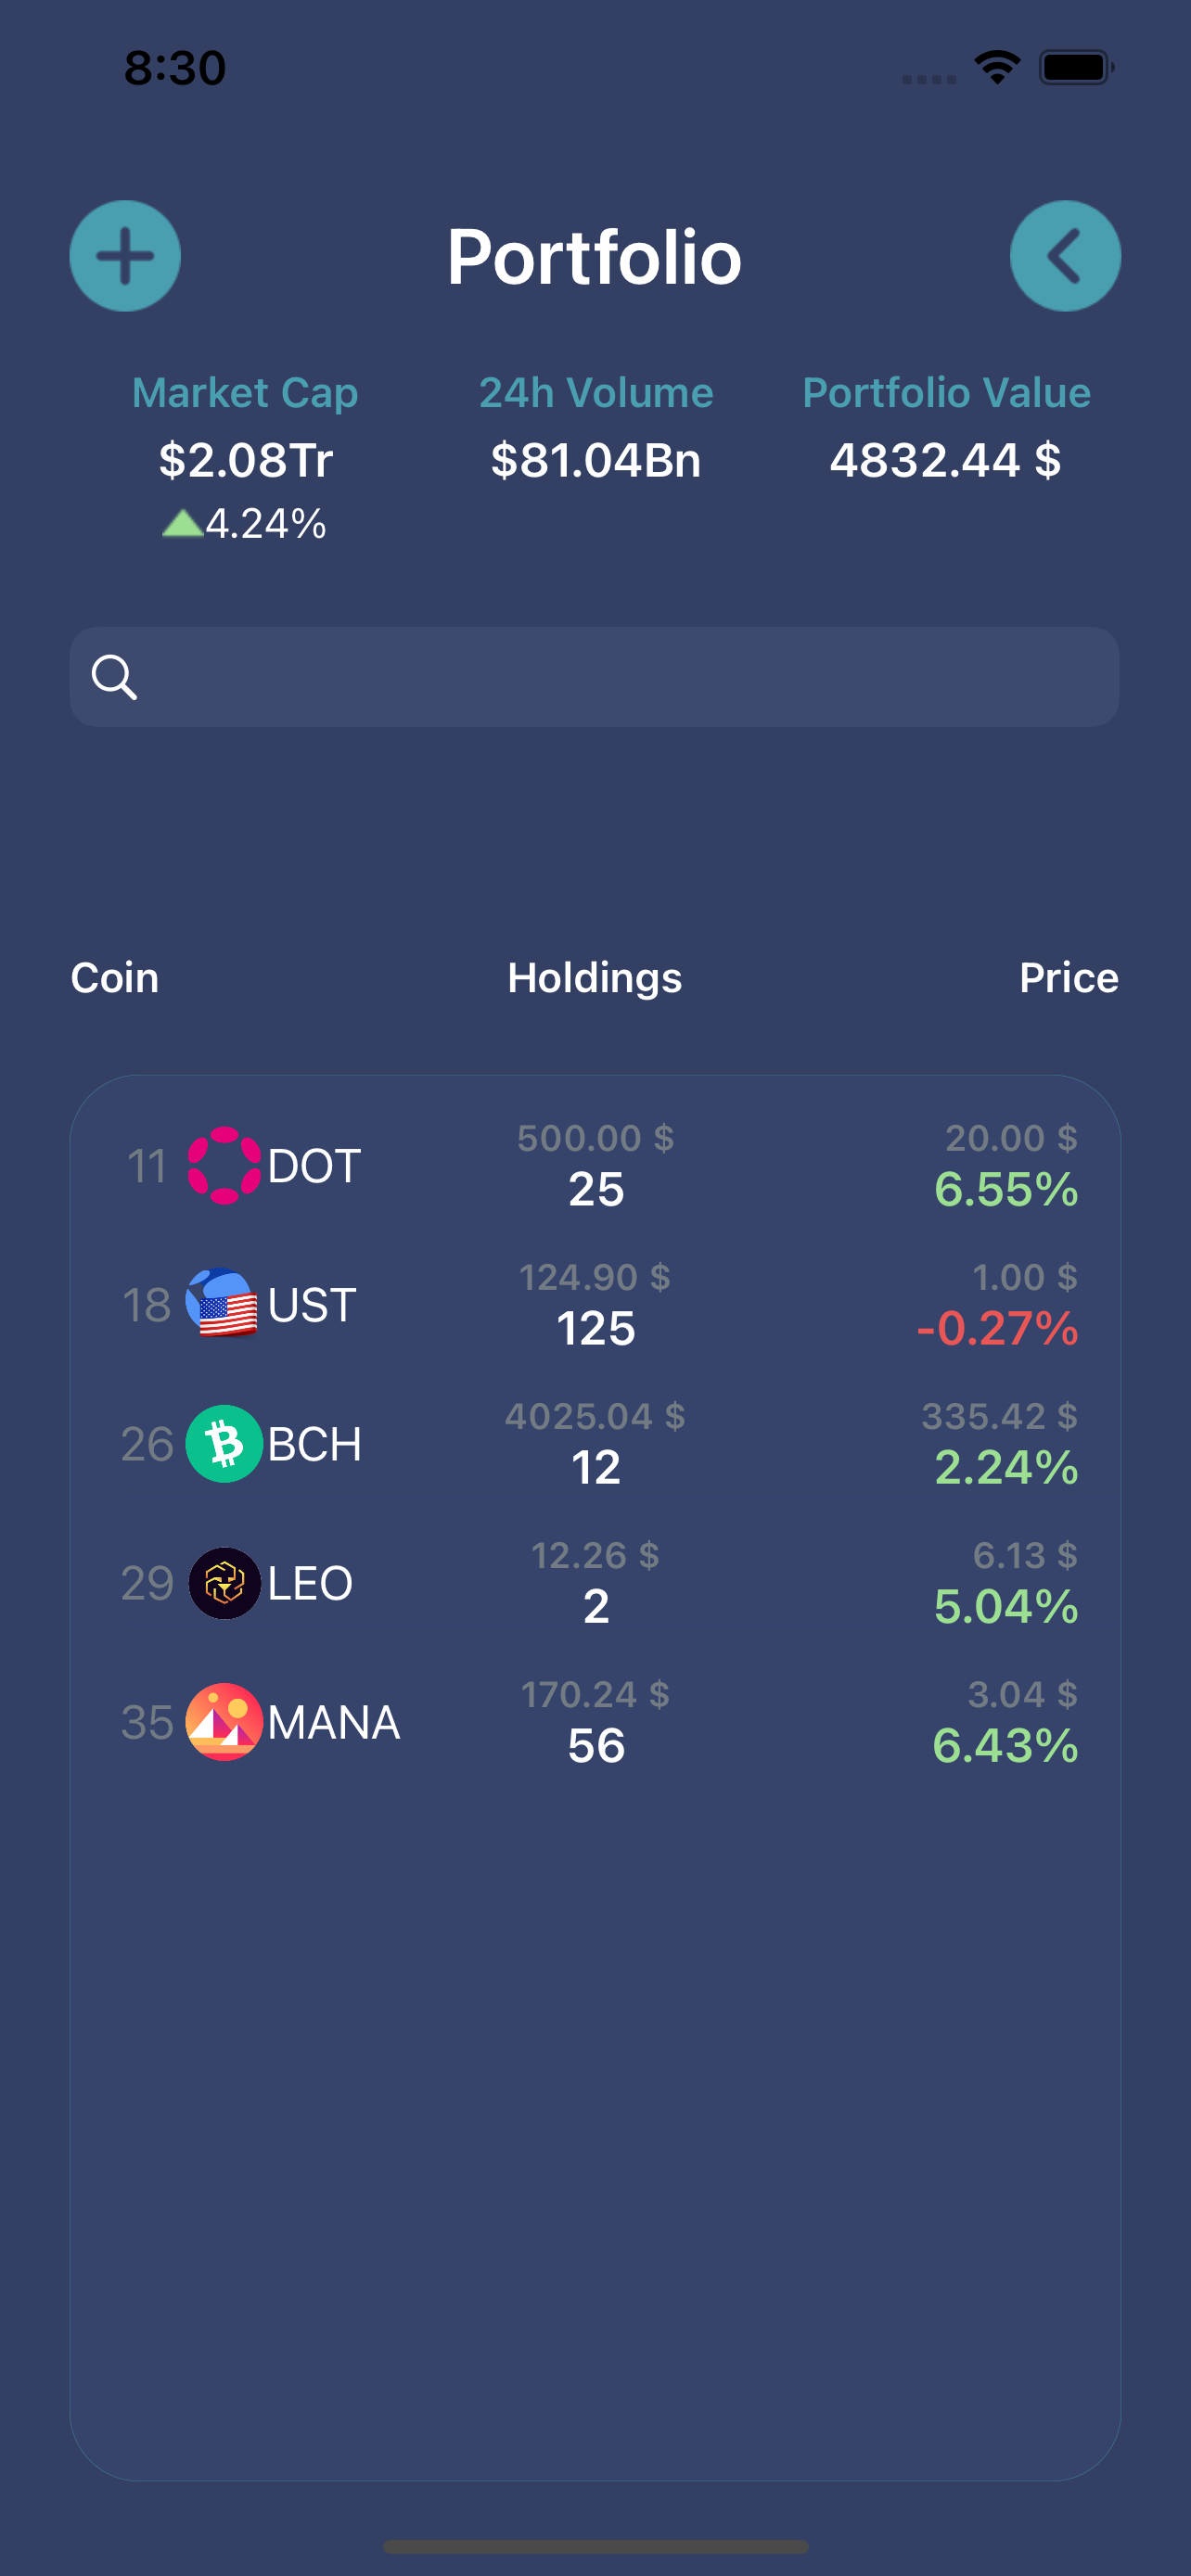 8:30
Portfolio
Market Cap 24h Volume Portfolio Value
$2.08Tr $81.04Bn 4832.44 $
4.24%
Coin Holdings Price
500.00 $ 20.00 $
11 DOT 25 6.55%
124.90 $ 1.00 $
18 UST 125 -0.27%
4025.04 $ 335.42 $
26 BCH 12 2.24%
12.26 $ 6.13 $
29 LEO 2 5.04%
170.24 $ 3.04 $
35 MANA 56 6.43%